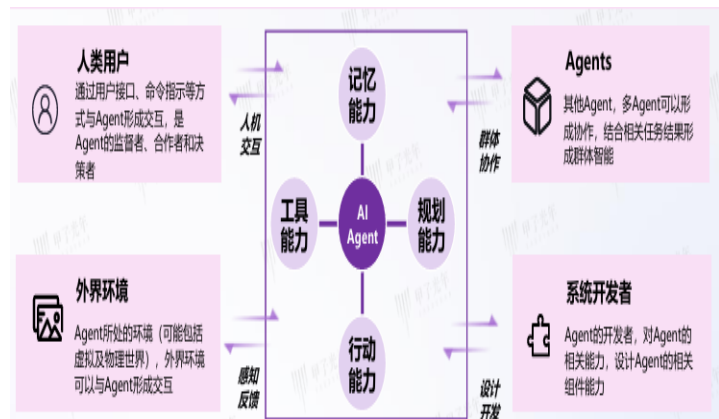 人类用户
通过用户接口、命令指示等方
式与Agent形成交互，是
Agent的监督者、合作者和决
策者
人机
交互
外界环境
Agent所处的环境（可能包括
虚拟及物理世界），外界环境
可以与Agent形成交互
感知
反馈
记忆
能力
工具
能力
AI
Agent
规划
能力
行动
能力
Agents
其他Agent，多Agent可以形
成协作，结合相关任务结果形
成群体智能
群体
协作
系统开发者
Agent的开发者，对Agent的
相关能力，设计Agent的相关
组件能力
设计
开发